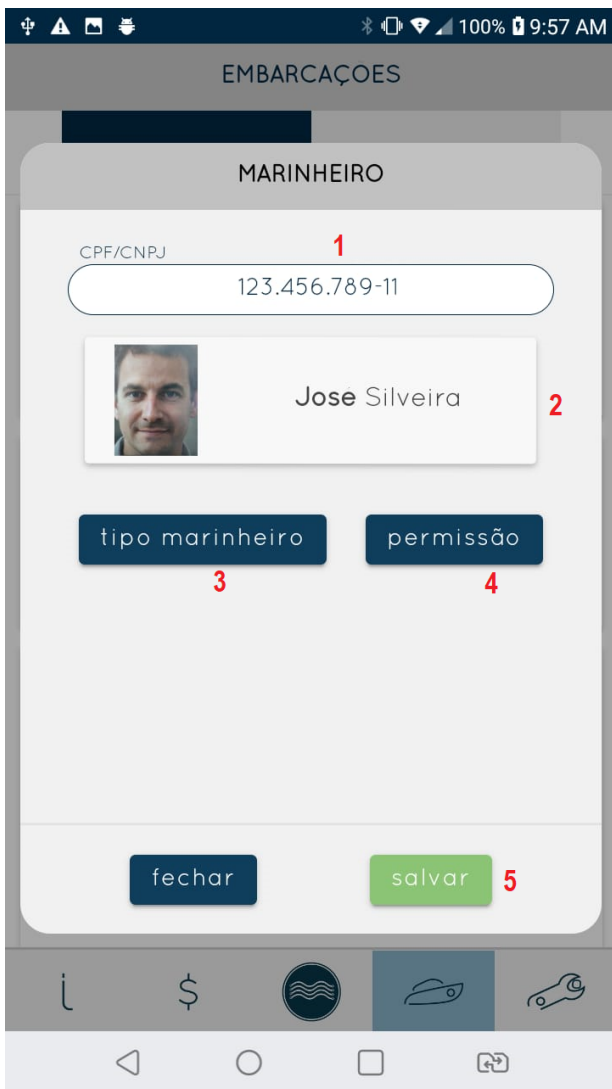 100% 9:57 AM
EMBARCAÇÕES
MARINHEIRO
1
CPF/CNPJ
123.456.789-11
José Silveira
2
tipo marinheiro
permissão
3
4
fechar
salvar
5
i
$